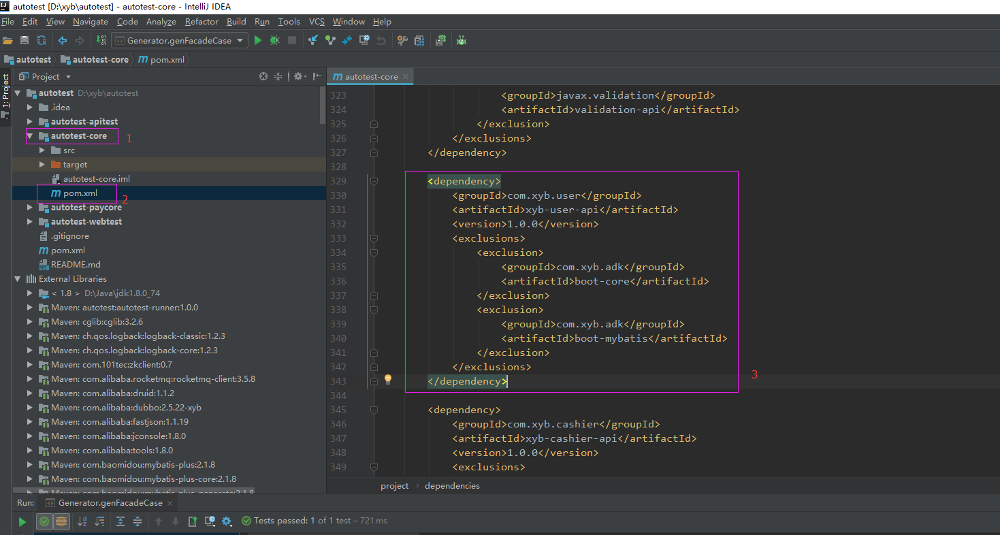 autotest [D:\xyb\autotest] - autotest-core - IntelliJ IDEA
File Edit View Navigate Code Analyze Refactor Build Run Tools VCS Window Help
Generator.genFacadeCase
autotest autotest-core pom.xml
1: Project
Project
autotest D:\xyb\autotest
.idea
autotest-apitest
autotest-core 1
src
target
autotest-core.iml
pom.xml 2
autotest-paycore
autotest-webtest
.gitignore
pom.xml
README.md
External Libraries
< 1.8 > D:\Java\jdk1.8.0_74
Maven: autotest:autotest-runner:1.0.0
Maven: cglib:cglib:3.2.6
Maven: ch.qos.logback:logback-classic:1.2.3
Maven: ch.qos.logback:logback-core:1.2.3
Maven: com.101tec:zkclient:0.7
Maven: com.alibaba.rocketmq:rocketmq-client:3.5.8
Maven: com.alibaba:druid:1.1.2
Maven: com.alibaba:dubbo:2.5.22-xyb
Maven: com.alibaba:fastjson:1.1.19
Maven: com.alibaba:jconsole:1.8.0
Maven: com.alibaba:tools:1.8.0
Maven: com.baomidou:mybatis-plus:2.1.8
Maven: com.baomidou:mybatis-plus-core:2.1.8
Maven: com.baomidou:mybatis-plus-generate:2.1.8
autotest-core
323 <groupId>javax.validation</groupId>
324 <artifactId>validation-api</artifactId>
325 </exclusion>
326 </exclusions>
327 </dependency>
328
329 <dependency>
330 <groupId>com.xyb.user</groupId>
331 <artifactId>xyb-user-api</artifactId>
332 <version>1.0.0</version>
333 <exclusions>
334 <exclusion>
335 <groupId>com.xyb.adk</groupId>
336 <artifactId>boot-core</artifactId>
337 </exclusion>
338 <exclusion>
339 <groupId>com.xyb.adk</groupId>
340 <artifactId>boot-mybatis</artifactId>
341 </exclusion>
342 </exclusions>
343 </dependency>
3
344
345 <dependency>
346 <groupId>com.xyb.cashier</groupId>
347 <artifactId>xyb-cashier-api</artifactId>
348 <version>1.0.0</version>
349 <exclusions>
project dependencies
Run: Generator.genFacadeCase
Tests passed: 1 of 1 test – 721 ms